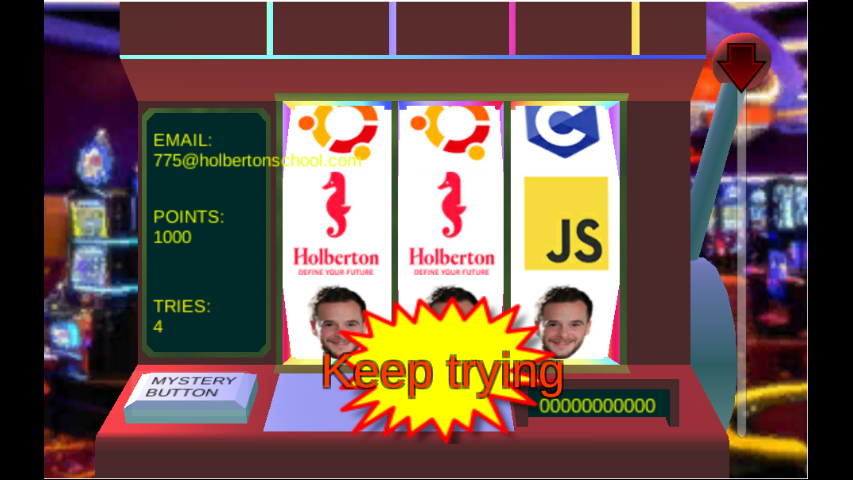 EMAIL:
775@holbertonschool.com
POINTS:
1000
TRIES:
4
C
Holberton
DEFINE YOUR FUTURE
Holberton
DEFINE YOUR FUTURE
JS
Keep trying
MYSTERY
BUTTON
00000000000